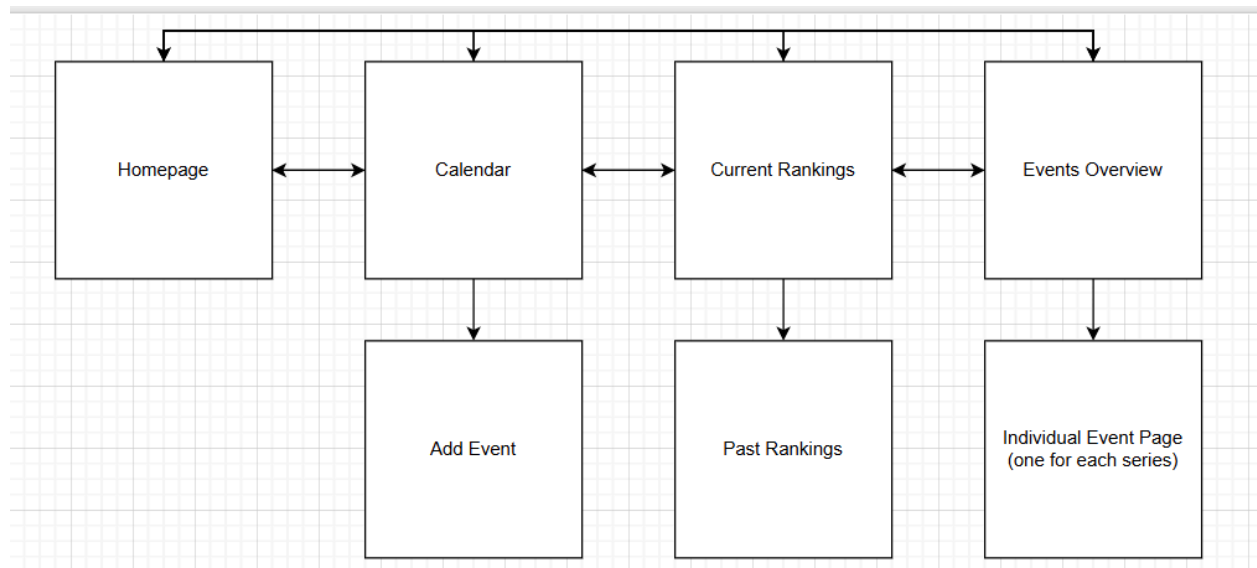 Homepage
Calendar
Current Rankings
Events Overview
Add Event
Past Rankings
Individual Event Page
(one for each series)